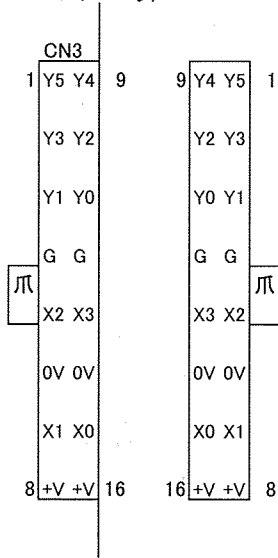 CN3
1 Y5 Y4 9 9 Y4 Y5 1
Y3 Y2 Y2 Y3
Y1 Y0 Y0 Y1
G G G G
爪 爪
X2 X3 X3 X2
0V 0V 0V 0V
X1 X0 X0 X1
8 +V +V 16 16 +V +V 8